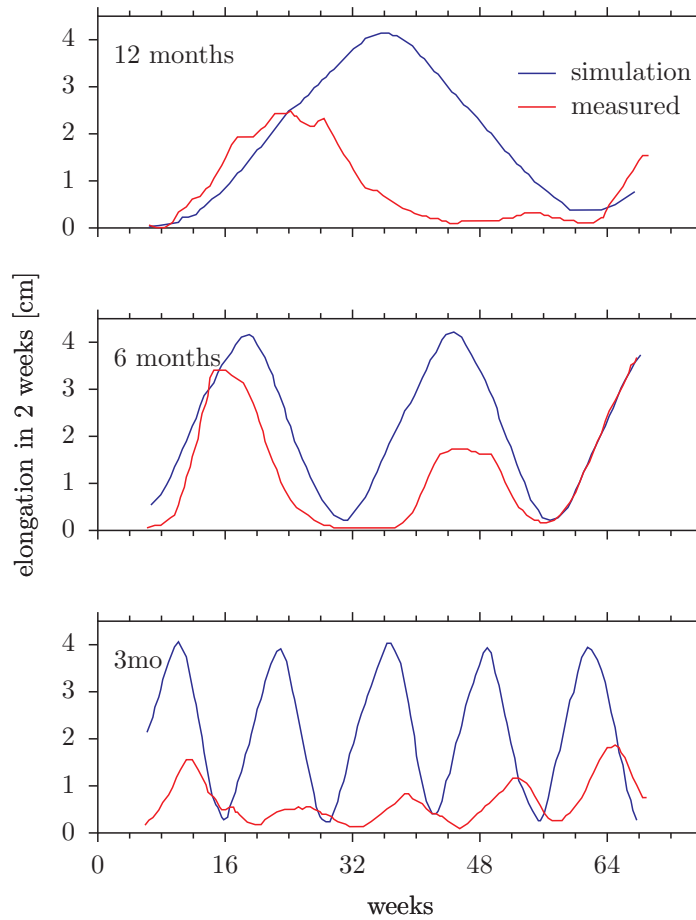 12 months
simulation
measured
4
3
2
1
0
6 months
4
3
2
1
0
3mo
4
3
2
1
0
0 16 32 48 64
weeks
elongation in 2 weeks [cm]